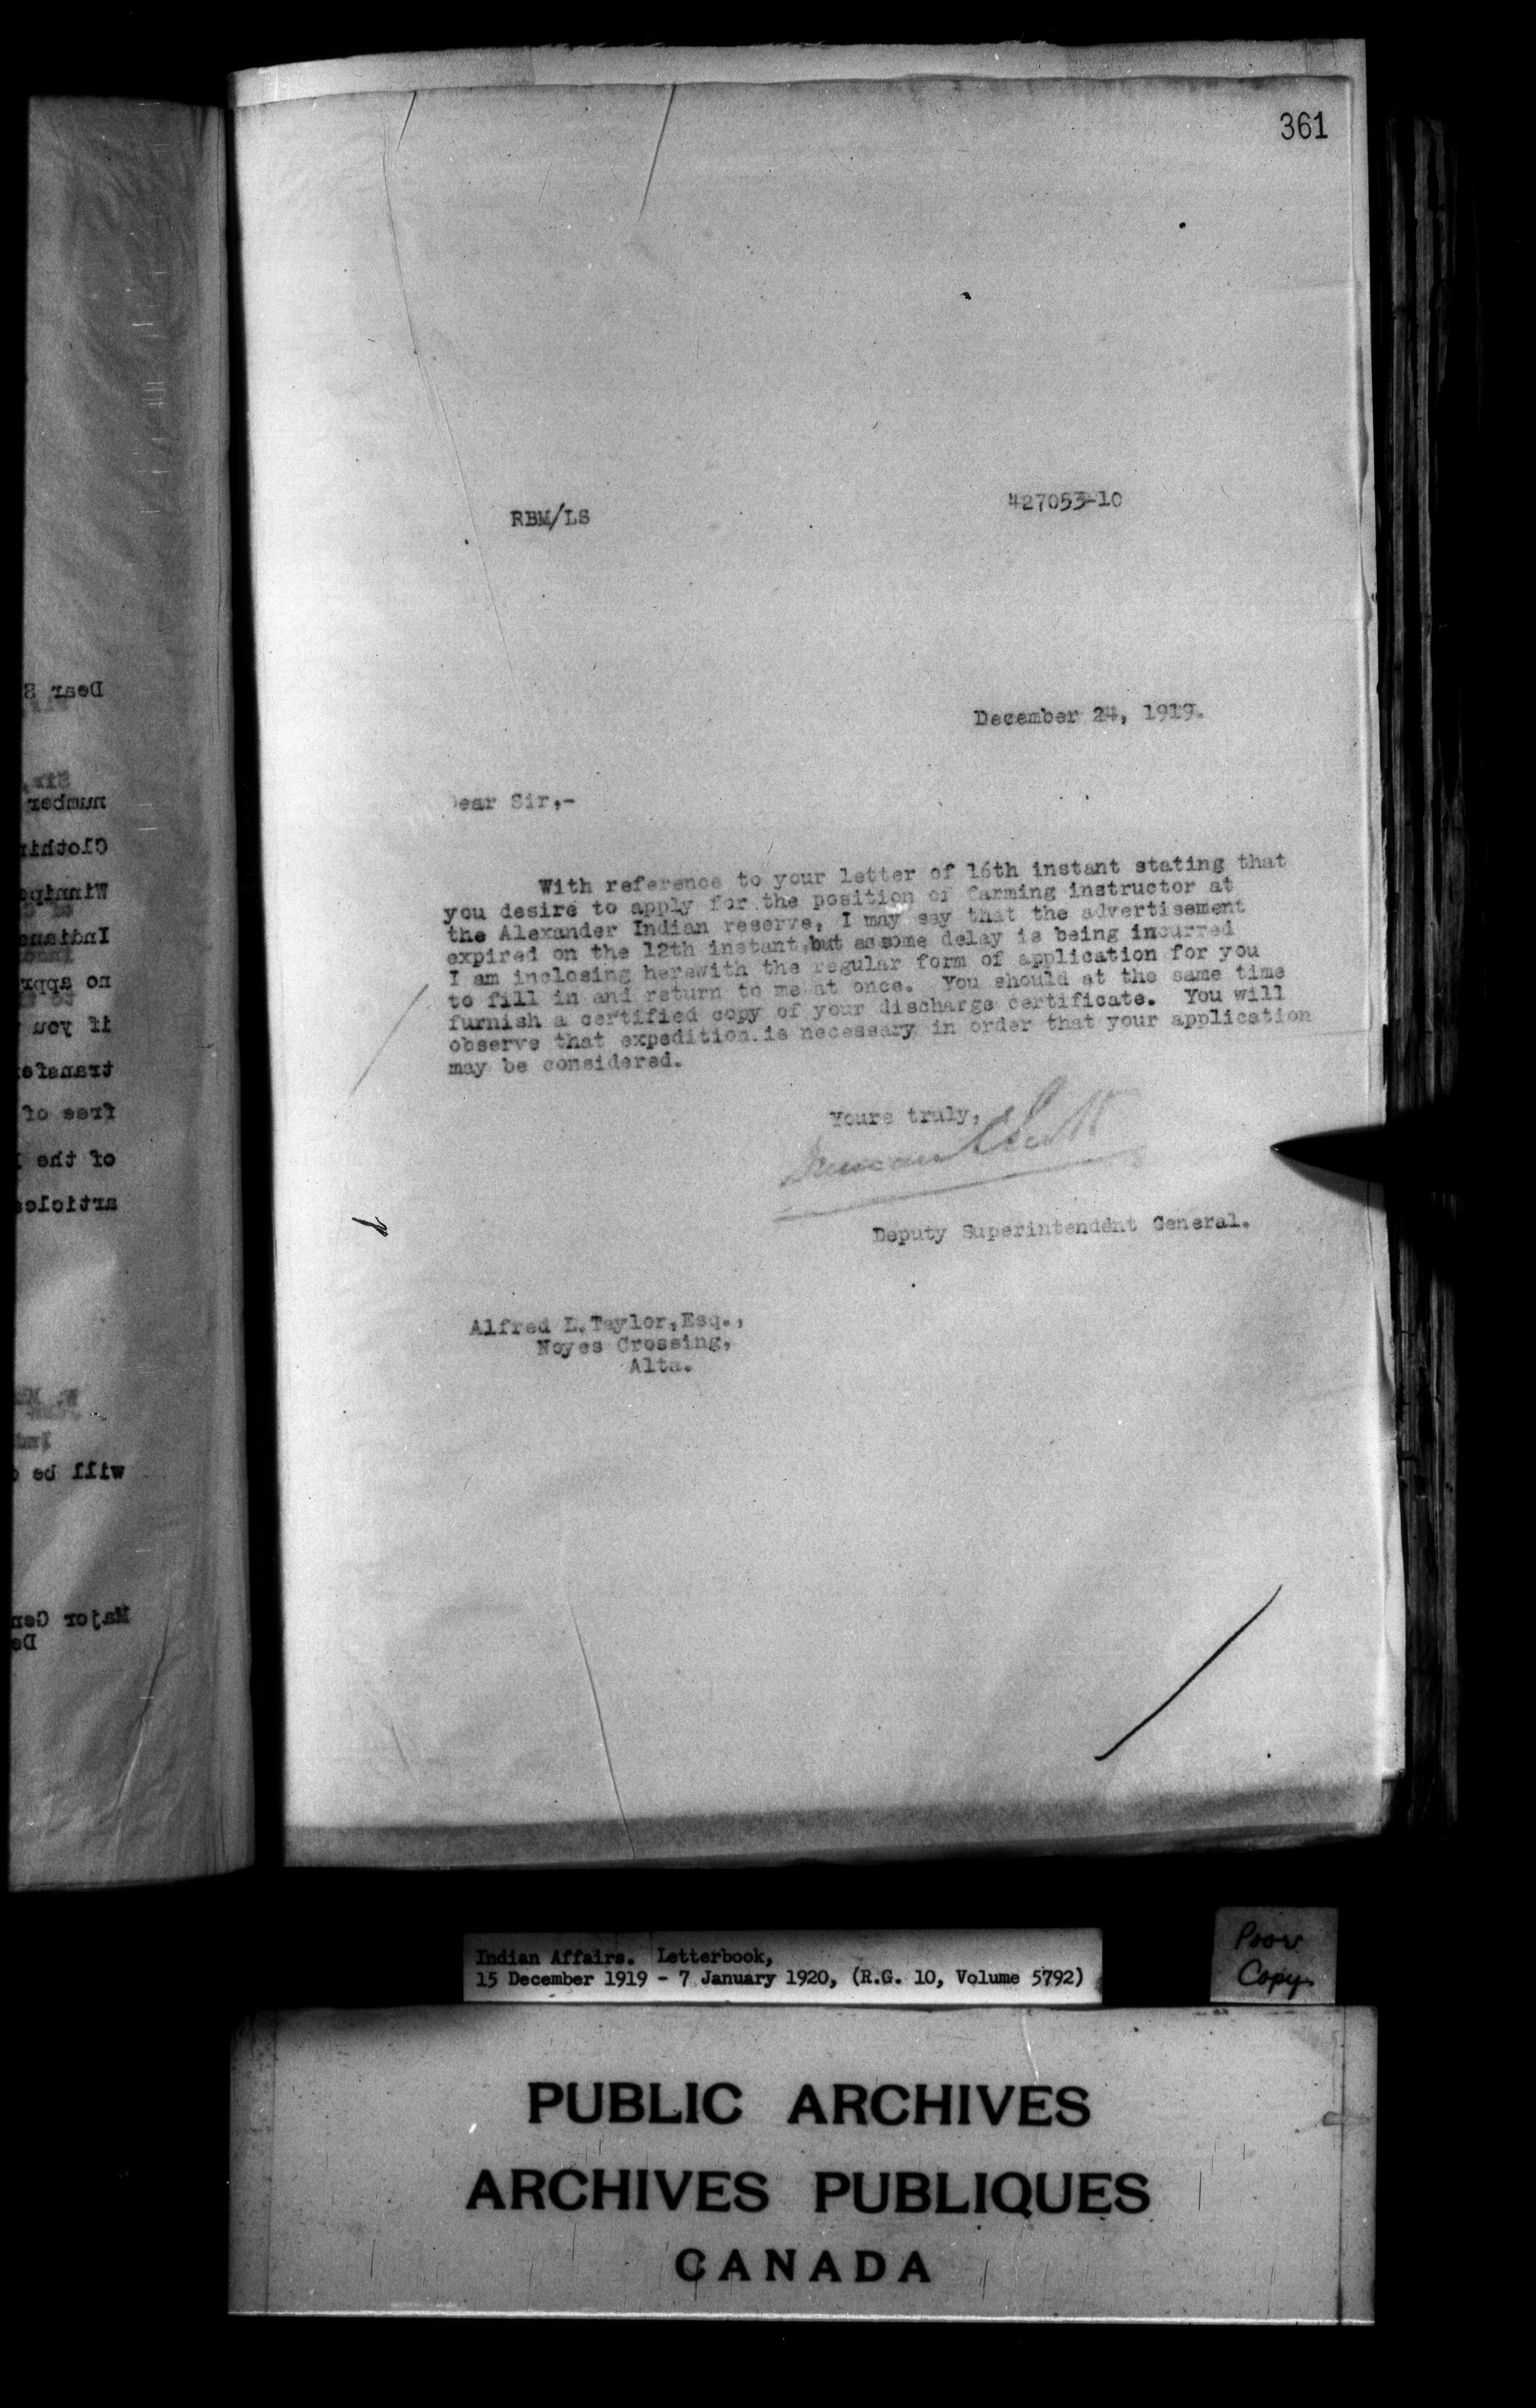 361
RBM/LS
427053-10
December 24, 1919.
Dear Sir,-
With reference to your letter of 16th instant stating that
you desire to apply for the position of farming instructor at
the Alexander Indian reserve, I may say that the advertisement
expired on the 12th instant,but as some delay is being incurred
I am inclosing herewith the regular form of application for you
to fill in and return to me at once. You should at the same time
furnish a certified copy of your discharge certificate. You will
observe that expedition is necessary in order that your application
may be considered.
Yours truly,
Duncan C Scott
Deputy Superintendent General.
Alfred L. Taylor, Esq.,
Noyes Crossing,
Alta.
Indian Affairs. Letterbook,
15 December 1919 - 7 January 1920, (R.G. 10, Volume 5792)
Poor
Copy
PUBLIC ARCHIVES
ARCHIVES PUBLIQUES
CANADA